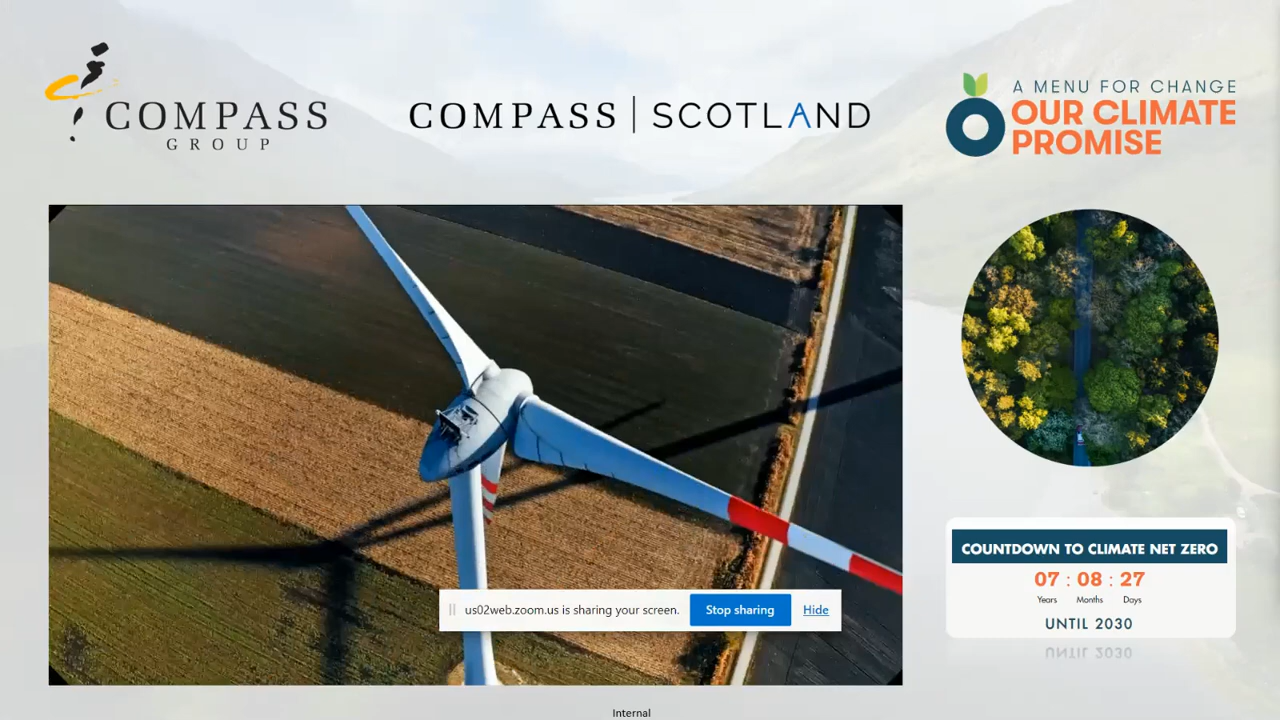 COMPASS
GROUP
COMPASS | SCOTLAND
A MENU FOR CHANGE
OUR CLIMATE
PROMISE
us02web.zoom.us is sharing your screen. Stop sharing Hide
COUNTDOWN TO CLIMATE NET ZERO
07 : 08 : 27
Years Months Days
UNTIL 2030
UNTIL 2030
Internal